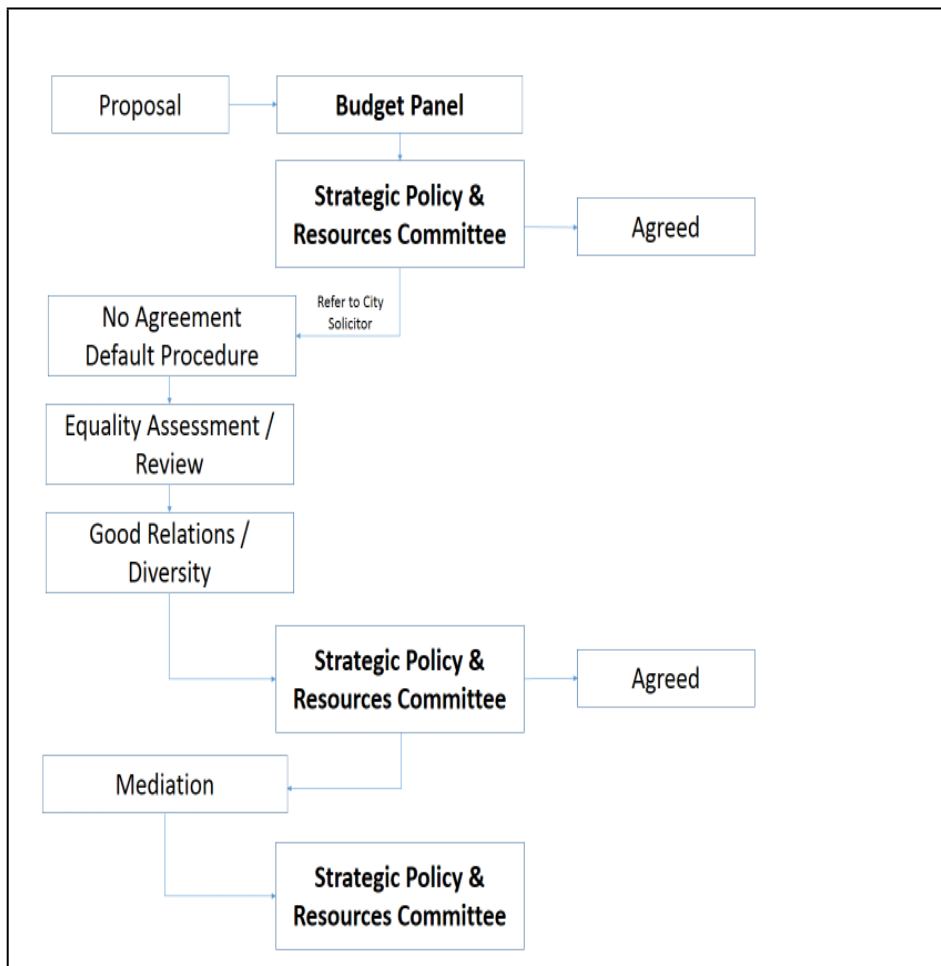 Proposal
Budget Panel
Strategic Policy &
Resources Committee
Agreed
Refer to City
Solicitor
No Agreement
Default Procedure
Equality Assessment /
Review
Good Relations /
Diversity
Strategic Policy &
Resources Committee
Agreed
Mediation
Strategic Policy &
Resources Committee